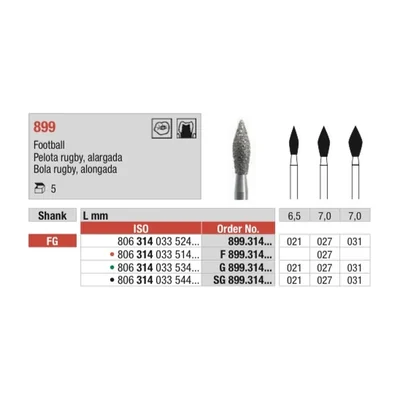 899
Football
Pelota rugby, alargada
Bola rugby, alongada
5
Shank L mm 6,5 7,0 7,0
ISO Order No.
FG 806 314 033 524... 899.314... 021 027 031
806 314 033 514... F 899.314... 027
806 314 033 534... G 899.314... 021 027 031
806 314 033 544... SG 899.314... 021 027 031